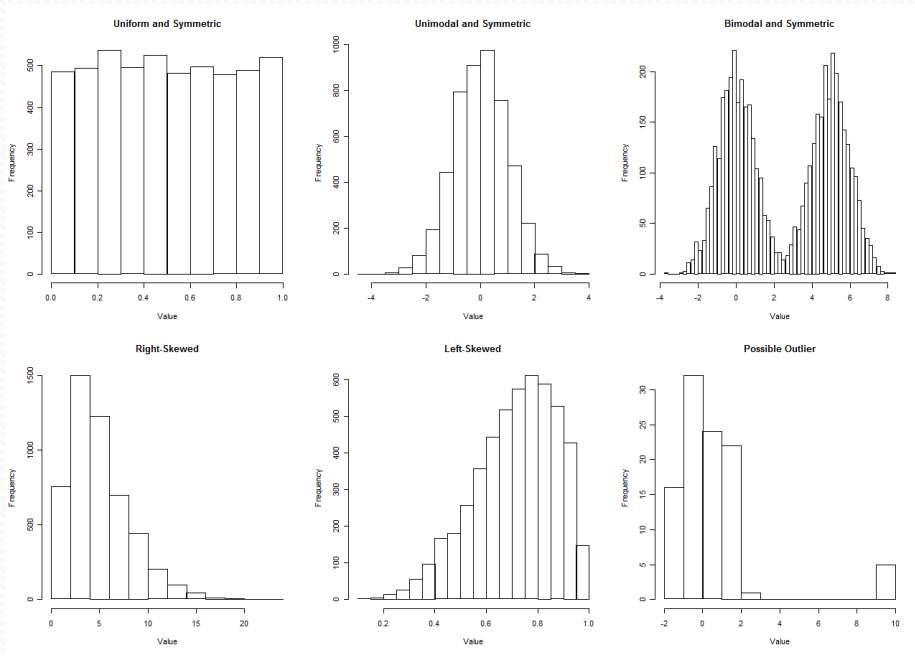 Uniform and Symmetric
Frequency
0 100 200 300 400 500
0.0 0.2 0.4 0.6 0.8 1.0
Value
Unimodal and Symmetric
Frequency
0 200 400 600 800 1000
-4 -2 0 2 4
Value
Bimodal and Symmetric
Frequency
0 50 100 150 200
-4 -2 0 2 4 6 8
Value
Right-Skewed
Frequency
0 500 1000 1500
0 5 10 15 20
Value
Left-Skewed
Frequency
0 100 200 300 400 500 600
0.2 0.4 0.6 0.8 1.0
Value
Possible Outlier
Frequency
0 5 10 15 20 25 30
-2 0 2 4 6 8 10
Value